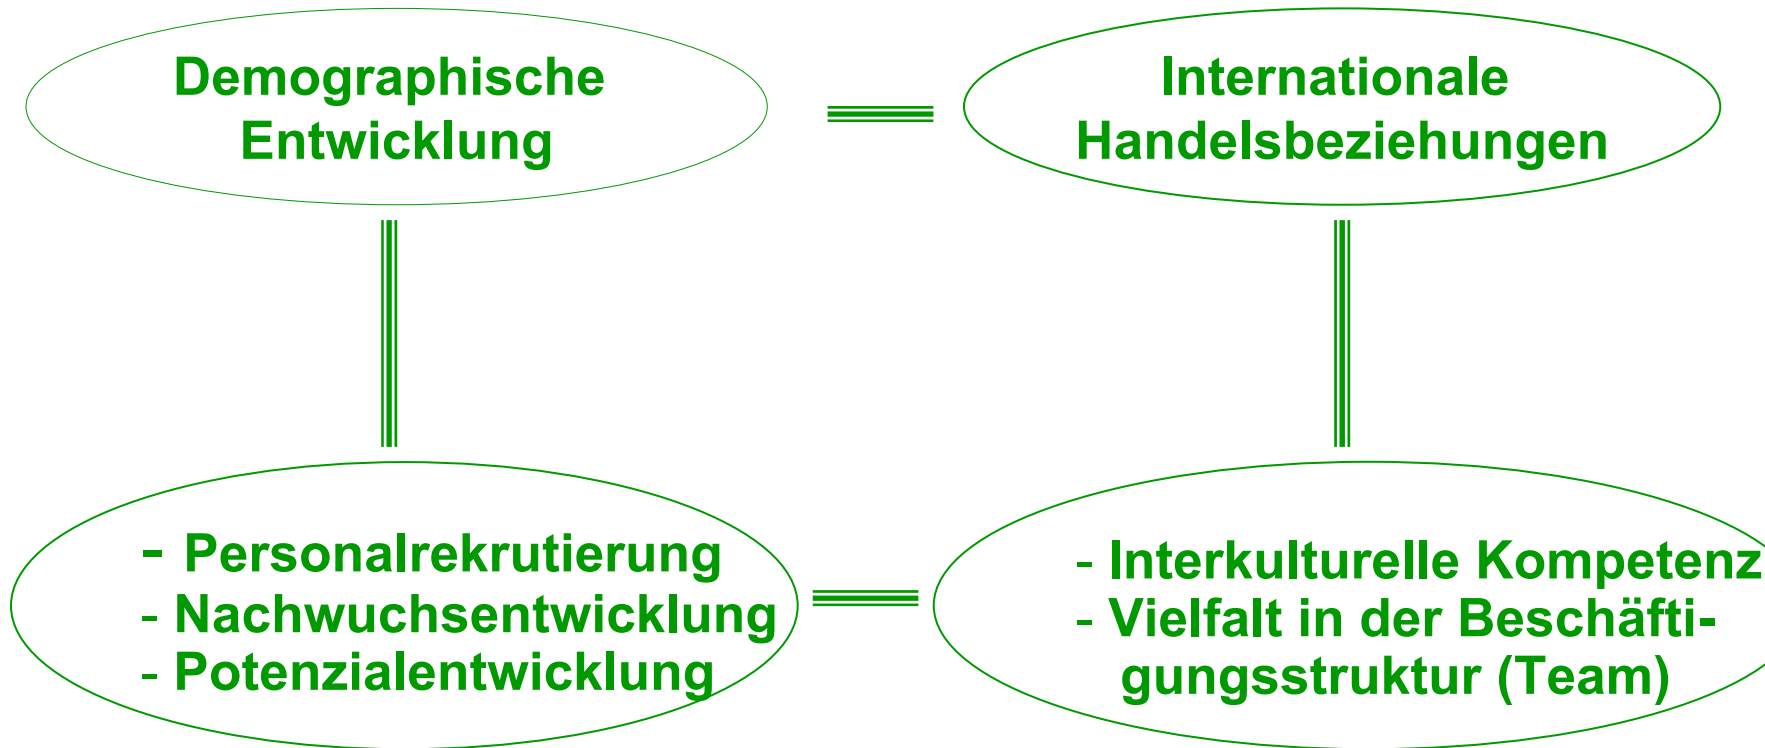 Demographische
Entwicklung
Internationale
Handelsbeziehungen
- Personalrekrutierung
- Nachwuchsentwicklung
- Potenzialentwicklung
- Interkulturelle Kompetenz
- Vielfalt in der Beschäfti-
gungsstruktur (Team)